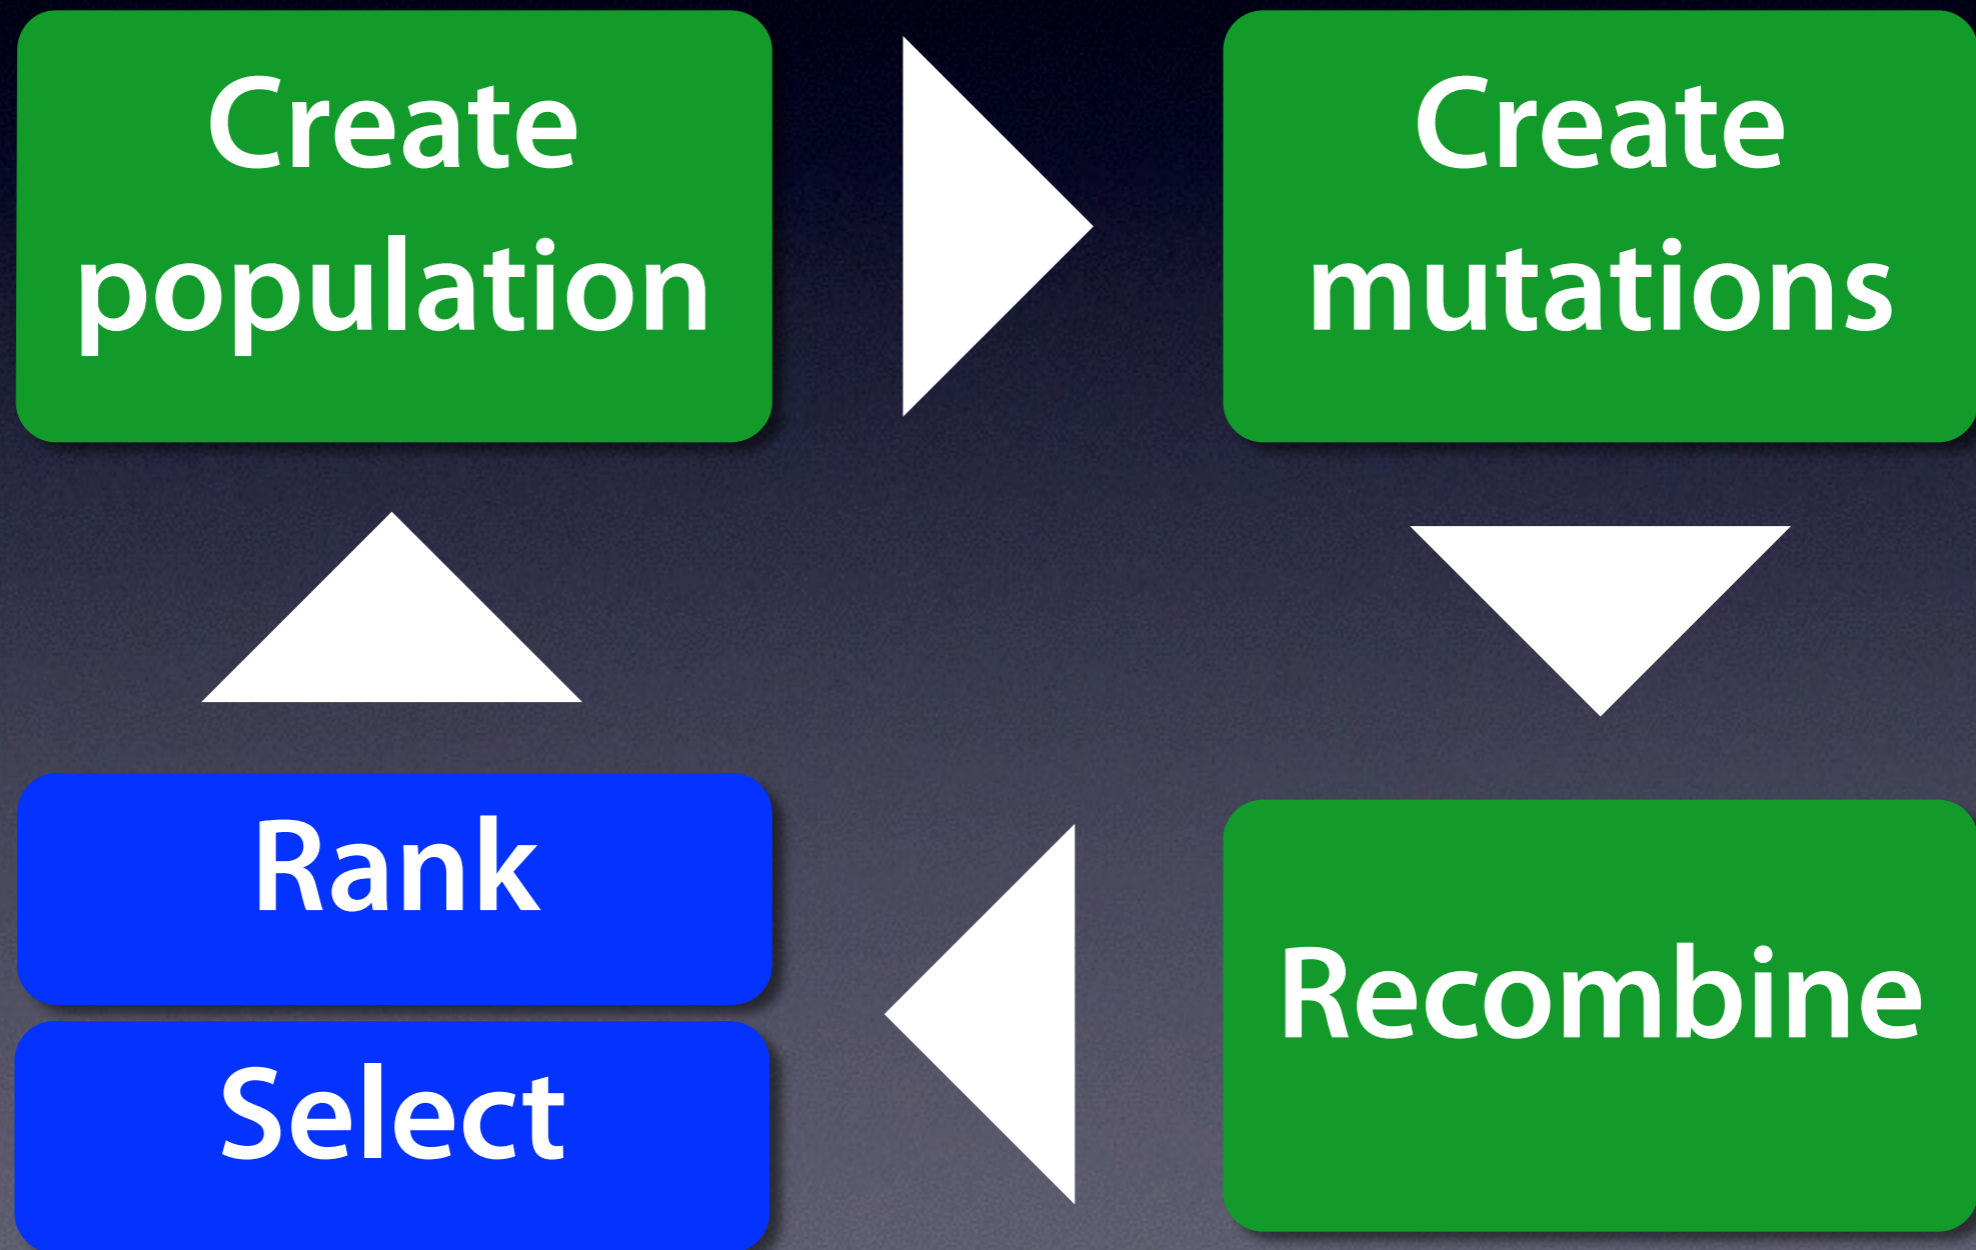 Create
population
Create
mutations
Rank
Select
Recombine